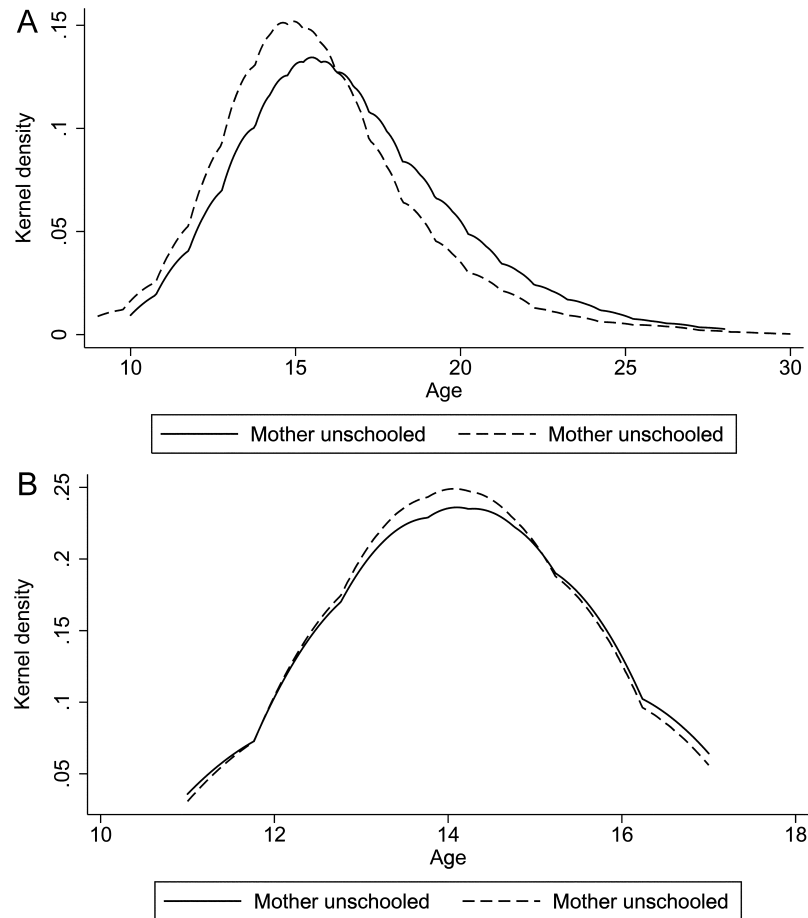 A
Kernel density
.15
.1
.05
0
10 15 20 25 30
Age
Mother unschooled Mother unschooled
B
Kernel density
.25
.2
.15
.1
.05
10 12 14 16 18
Age
Mother unschooled Mother unschooled